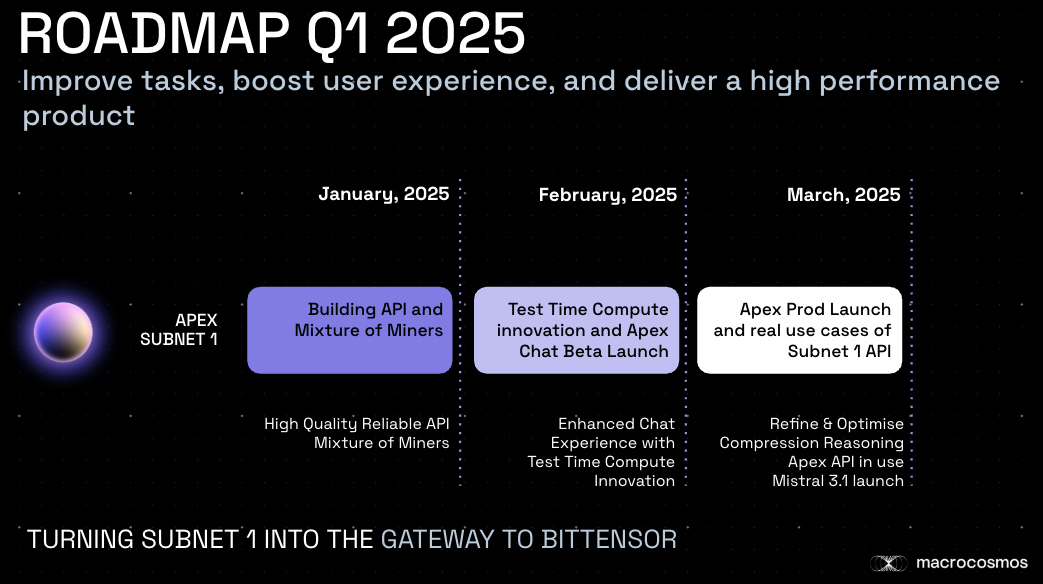 ROADMAP Q1 2025
Improve tasks, boost user experience, and deliver a high performance
product
January, 2025
February, 2025
March, 2025
APEX
SUBNET 1
Building API and
Mixture of Miners
Test Time Compute
innovation and Apex
Chat Beta Launch
Apex Prod Launch
and real use cases of
Subnet 1 API
High Quality Reliable API
Mixture of Miners
Enhanced Chat
Experience with
Test Time Compute
Innovation
Refine & Optimise
Compression Reasoning
Apex API in use
Mistral 3.1 launch
TURNING SUBNET 1 INTO THE GATEWAY TO BITTENSOR
macrocosmos